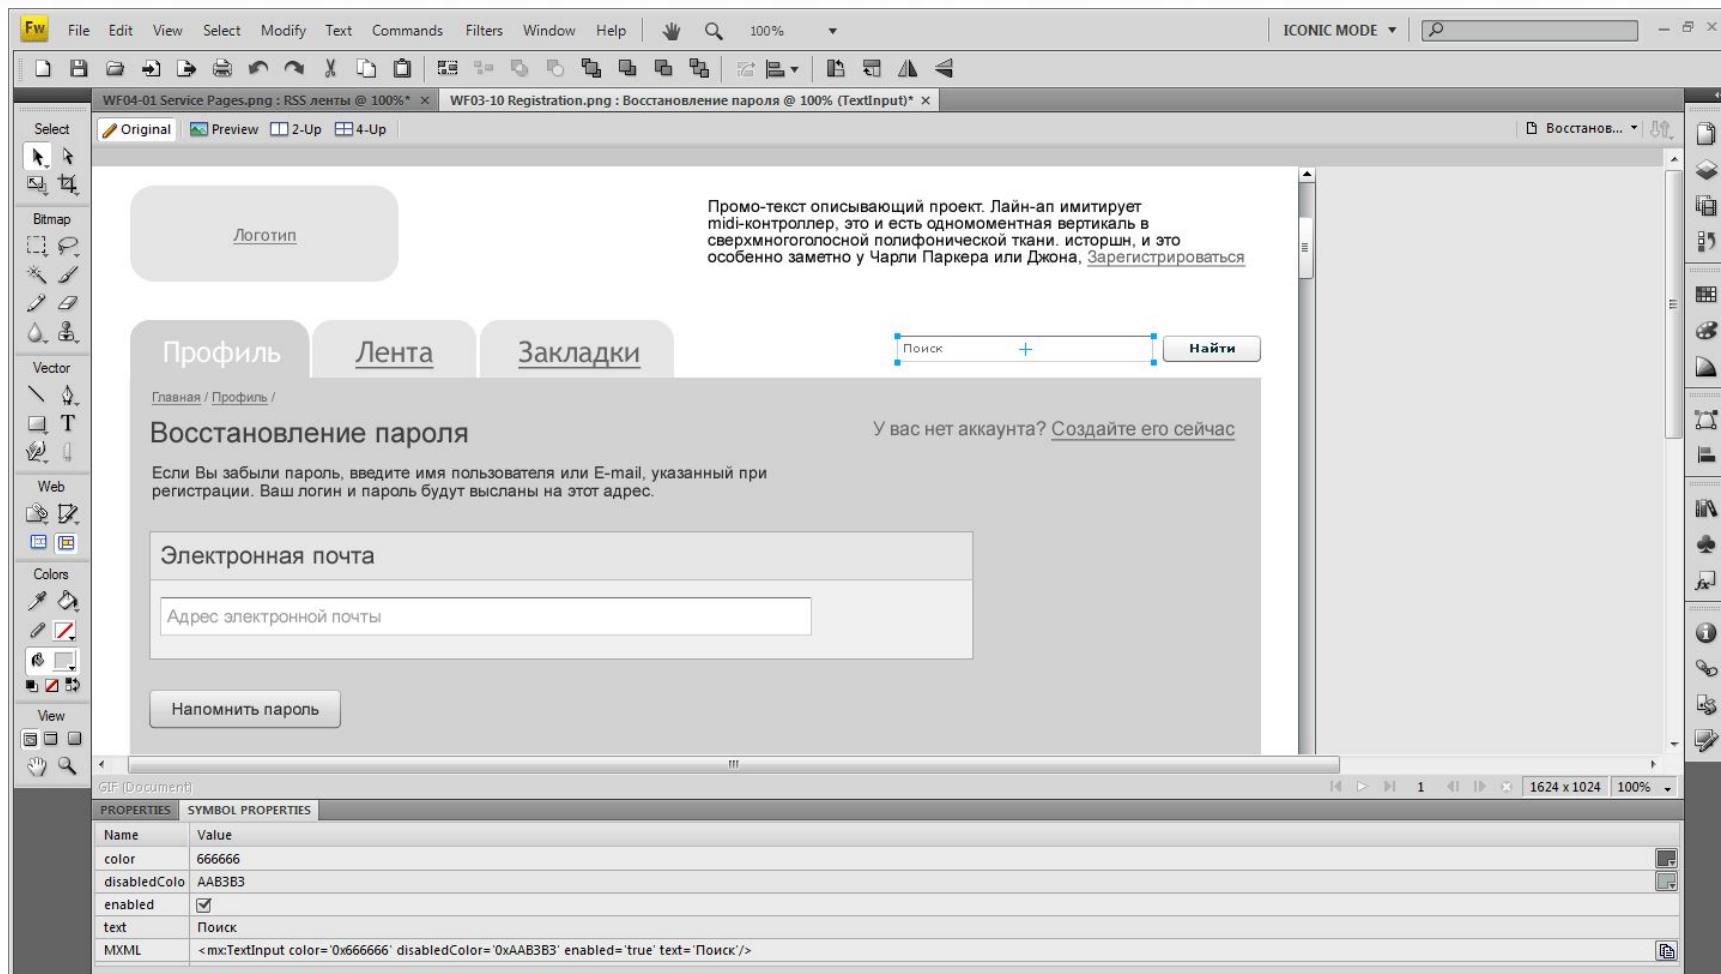 Fw File Edit View Select Modify Text Commands Filters Window Help 100% ICONIC MODE
WF04-01 Service Pages.png : RSS ленты @ 100%* × WF03-10 Registration.png : Восстановление пароля @ 100% (TextInput)* ×
Select Original Preview 2-Up 4-Up Восстанов...
Bitmap
Vector
Web
Colors
View
Логотип
Промо-текст описывающий проект. Лайн-ап имитирует
midi-контроллер, это и есть одномоментная вертикаль в
сверхмногоголосной полифонической ткани. исторшн, и это
особенно заметно у Чарли Паркера или Джона, Зарегистрироваться
Профиль Лента Закладки Поиск Найти
Главная / Профиль /
Восстановление пароля
У вас нет аккаунта? Создайте его сейчас
Если Вы забыли пароль, введите имя пользователя или E-mail, указанный при
регистрации. Ваш логин и пароль будут высланы на этот адрес.
Электронная почта
Адрес электронной почты
Напомнить пароль
GIF (Document) 1 1624 x 1024 100%
PROPERTIES SYMBOL PROPERTIES
Name Value
color 666666
disabledColo AAB3B3
enabled
text Поиск
MXML <mx:TextInput color='0x666666' disabledColor='0xAAB3B3' enabled='true' text='Поиск'/>